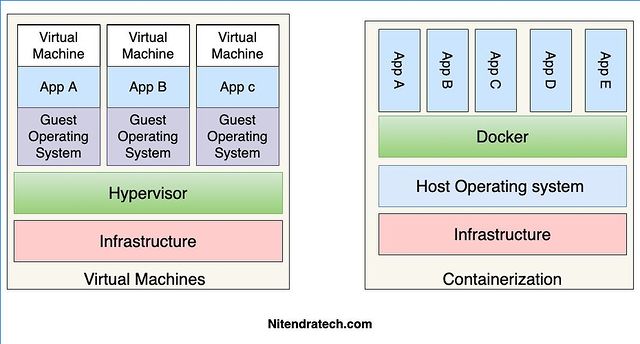 Virtual
Machine
App A
Guest
Operating
System
Virtual
Machine
App B
Guest
Operating
System
Virtual
Machine
App c
Guest
Operating
System
Hypervisor
Infrastructure
Virtual Machines
App A
App B
App C
App D
App E
Docker
Host Operating system
Infrastructure
Containerization
Nitendratech.com